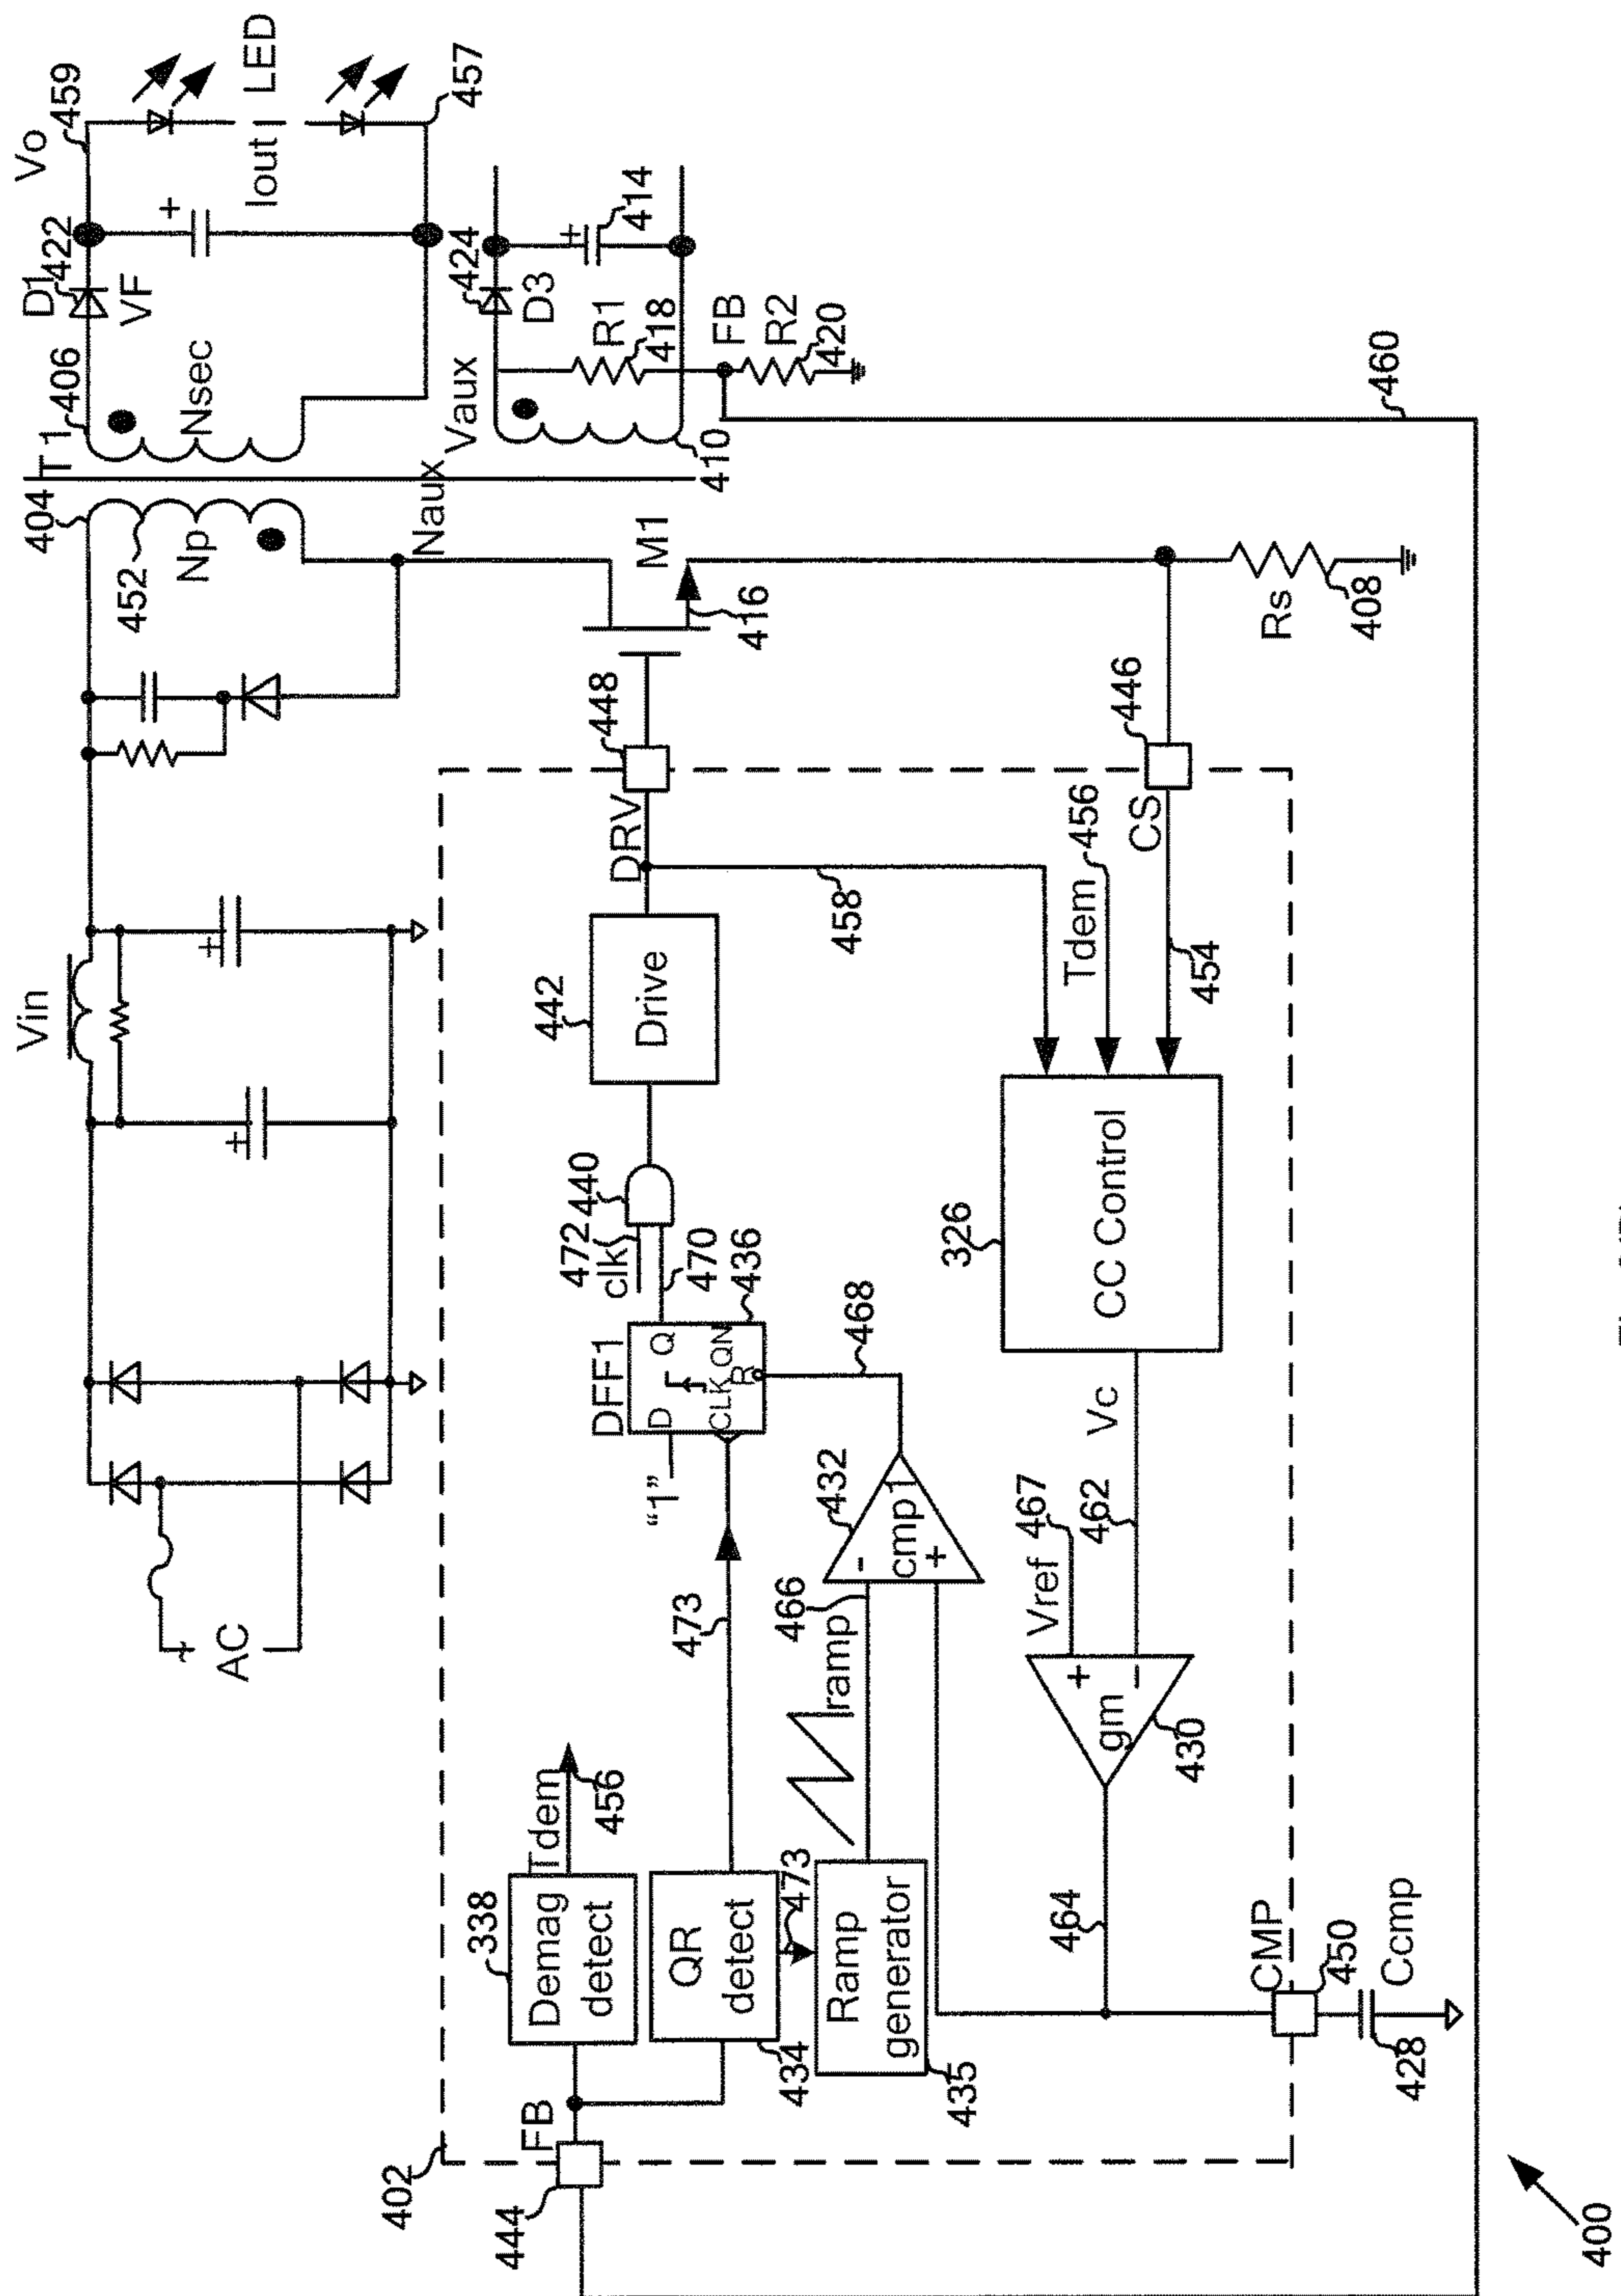 Vin
AC
404
T1
406
D1
422
VF
Vo
459
452
Np
Nsec
Iout
LED
457
Naux
Vaux
410
424
D3
414
R1
418
FB
R2
420
460
M1
416
Rs
408
402
FB
444
338
Demag
detect
Tdem
456
QR
detect
434
473
473
Ramp
generator
435
ramp
466
DFF1
"1"
D
Q
CLK
QN
R
436
470
472
clk
440
442
Drive
DRV
448
458
468
432
cmp1
-
+
326
CC Control
Tdem
456
CS
446
454
Vc
462
Vref
467
+
-
gm
430
464
CMP
450
Ccmp
428
400